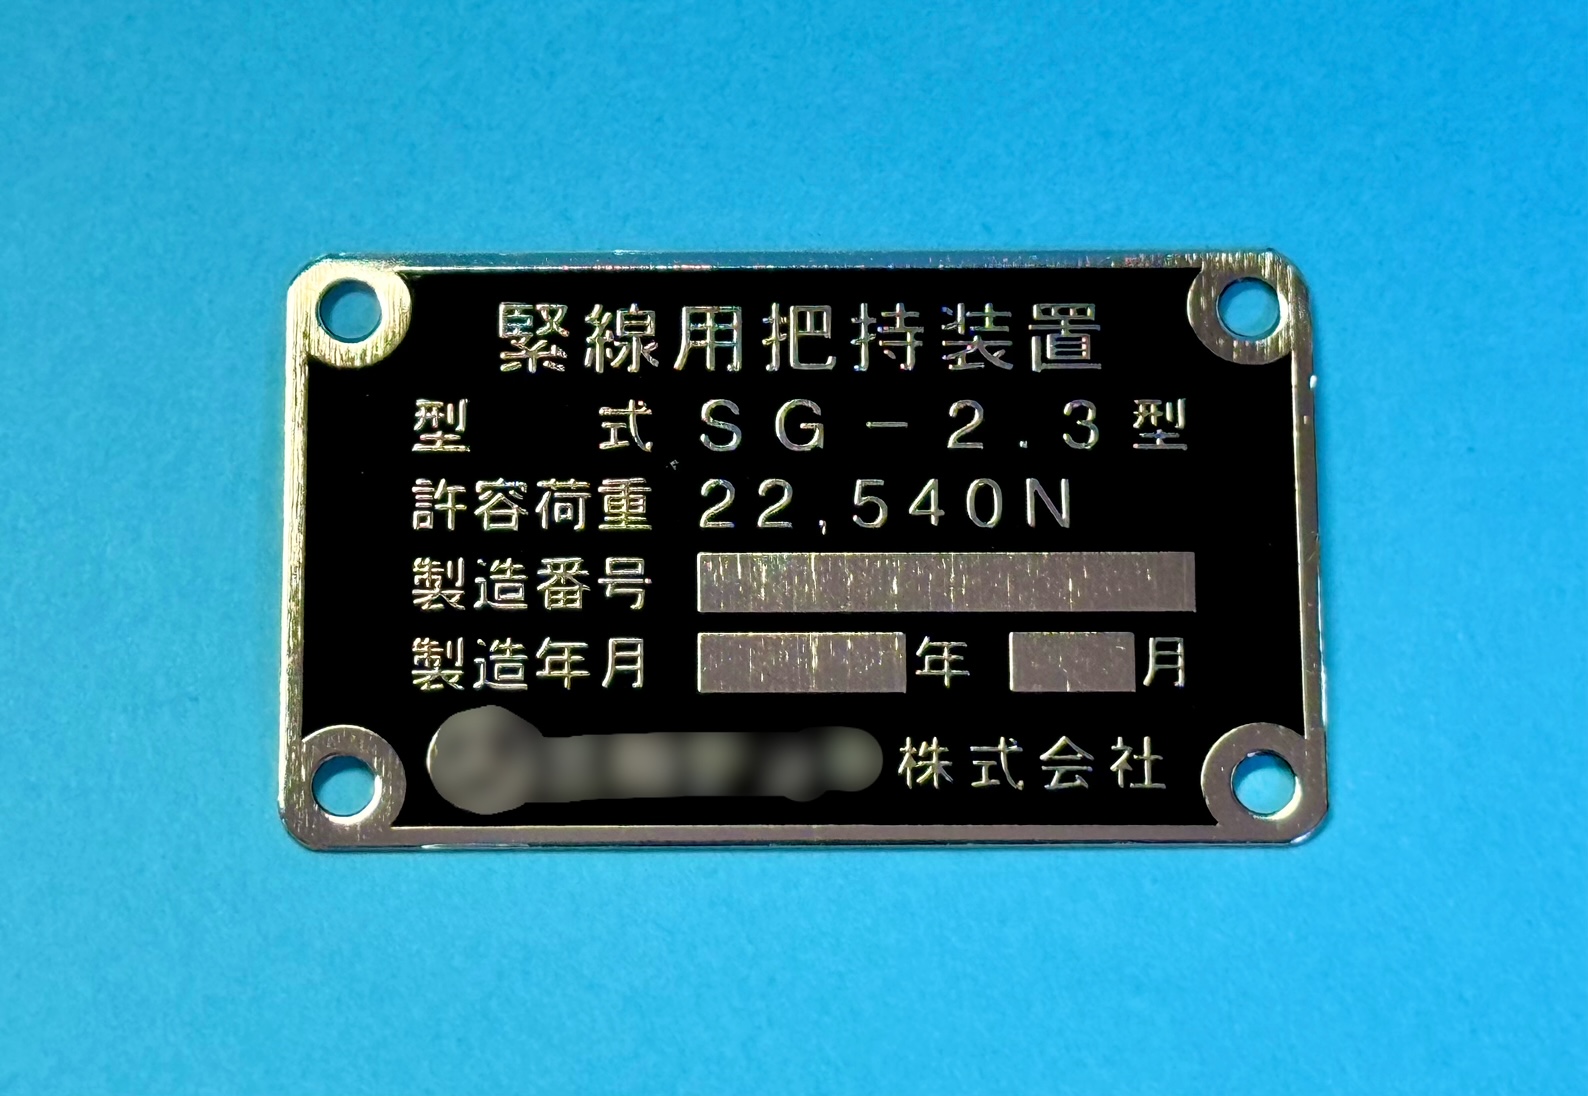 緊線用把持装置
型式 SG-2.3型
許容荷重 22,540N
製造番号
製造年月 年 月
株式会社